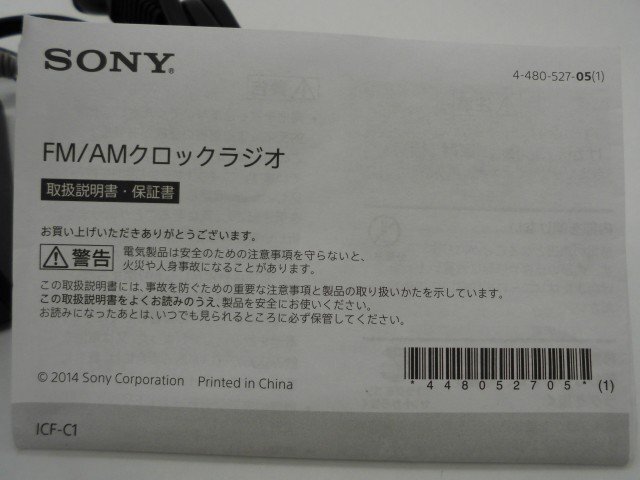 SONY®
4-480-527-05(1)
FM/AMクロックラジオ
取扱説明書・保証書
お買い上げいただきありがとうございます。
警告
電気製品は安全のための注意事項を守らないと、
火災や人身事故になることがあります。
この取扱説明書には、事故を防ぐための重要な注意事項と製品の取り扱いかたを示しています。
この取扱説明書をよくお読みのうえ、製品を安全にお使いください。
お読みになったあとは、いつでも見られるところに必ず保管してください。
© 2014 Sony Corporation Printed in China
*448052705*(1)
ICF-C1